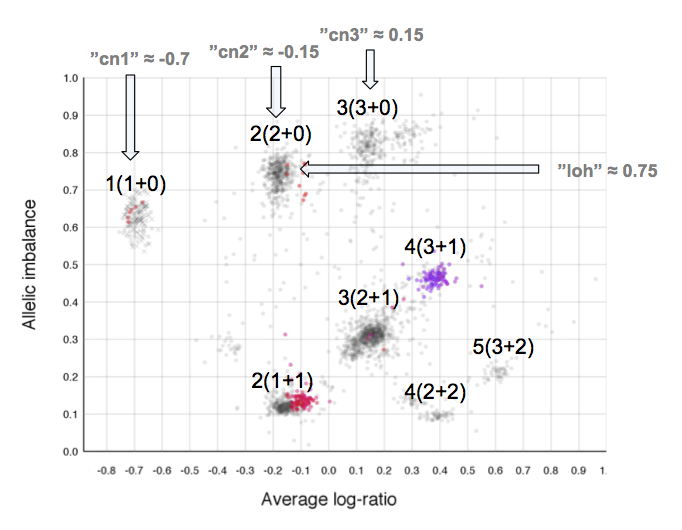 ”cn3” ≈ 0.15
”cn2” ≈ -0.15
”cn1” ≈ -0.7
1.0
0.9
3(3+0)
2(2+0)
0.8
”loh” ≈ 0.75
1(1+0)
0.7
0.6
4(3+1)
0.5
3(2+1)
0.4
5(3+2)
0.3
2(1+1)
4(2+2)
0.2
0.1
0.0
-0.8 -0.7 -0.6 -0.5 -0.4 -0.3 -0.2 -0.1 0.0 0.1 0.2 0.3 0.4 0.5 0.6 0.7 0.8 0.9 1.
Allelic imbalance
Average log-ratio